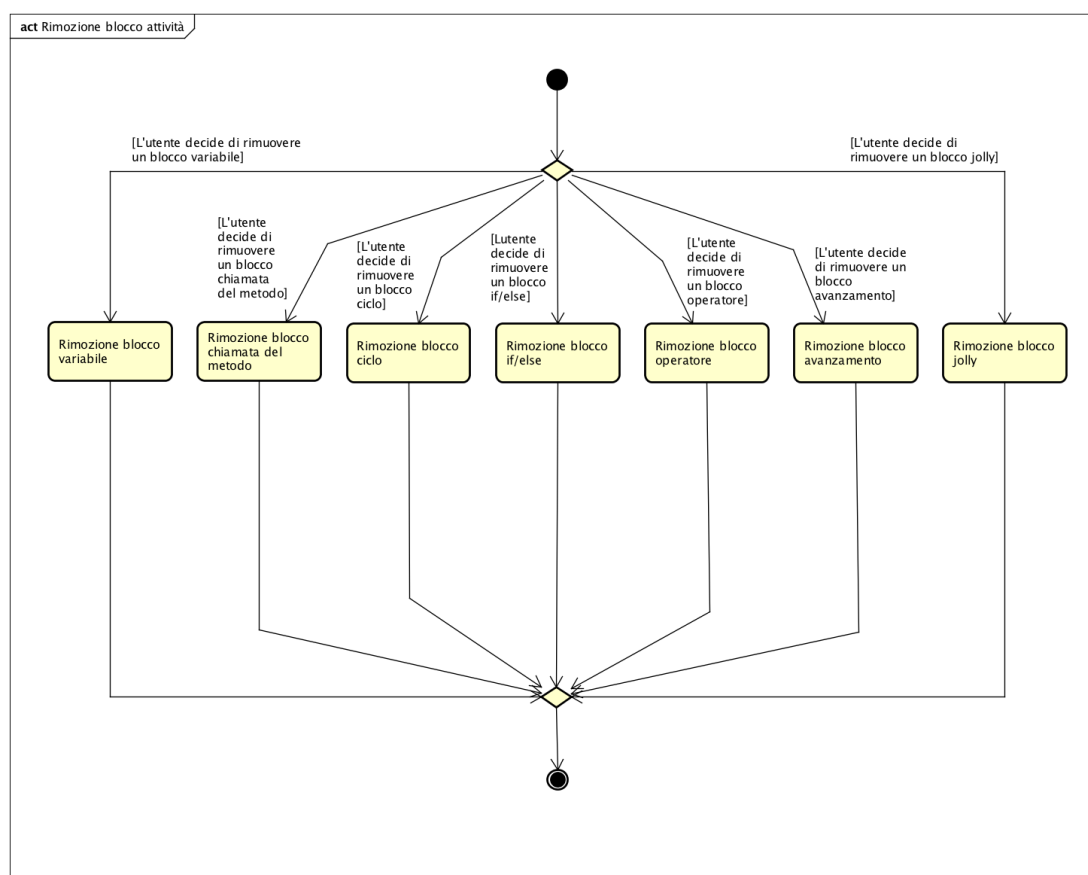 act Rimozione blocco attività
[L'utente decide di rimuovere
un blocco variabile]
[L'utente decide di
rimuovere un blocco jolly]
[L'utente
decide di
rimuovere
un blocco
chiamata
del metodo]
[L'utente
decide di
rimuovere
un blocco
ciclo]
[Lutente
decide di
rimuovere
un blocco
if/else]
[L'utente
decide di
rimuovere
un blocco
operatore]
[L'utente decide
di rimuovere un
blocco
avanzamento]
Rimozione blocco
variabile
Rimozione blocco
chiamata del
metodo
Rimozione blocco
ciclo
Rimozione blocco
if/else
Rimozione blocco
operatore
Rimozione blocco
avanzamento
Rimozione blocco
jolly